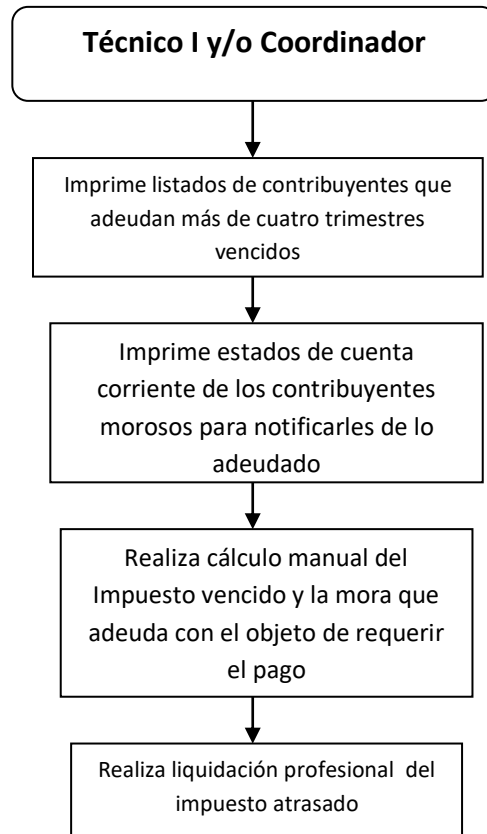 Técnico I y/o Coordinador
Imprime listados de contribuyentes que
adeudan más de cuatro trimestres
vencidos
Imprime estados de cuenta
corriente de los contribuyentes
morosos para notificarles de lo
adeudado
Realiza cálculo manual del
Impuesto vencido y la mora que
adeuda con el objeto de requerir
el pago
Realiza liquidación profesional  del
impuesto atrasado